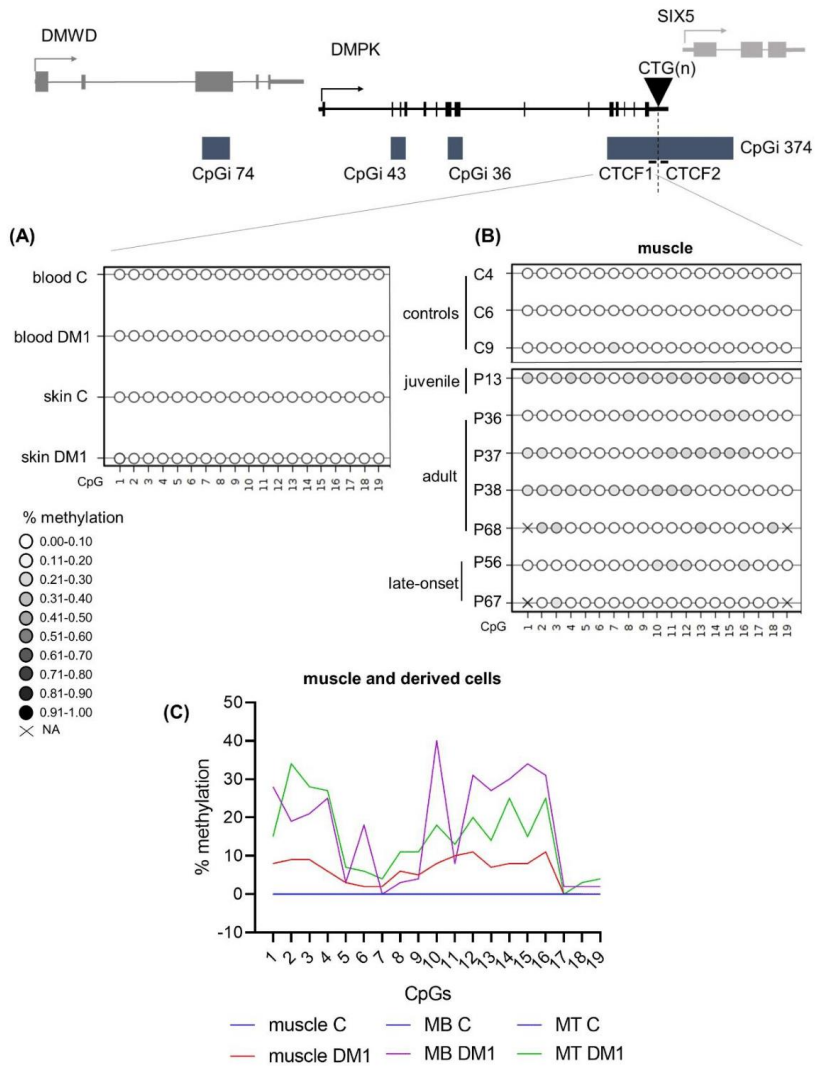 DMWD
DMPK
SIX5
CTG(n)
CpGi 74
CpGi 43
CpGi 36
CTCF1
CTCF2
CpGi 374
(A)
blood C
blood DM1
skin C
skin DM1
CpG
1 2 3 4 5 6 7 8 9 10 11 12 13 14 15 16 17 18 19
% methylation
0.00-0.10
0.11-0.20
0.21-0.30
0.31-0.40
0.41-0.50
0.51-0.60
0.61-0.70
0.71-0.80
0.81-0.90
0.91-1.00
NA
(B)
muscle
controls
C4
C6
C9
juvenile
P13
adult
P36
P37
P38
P68
late-onset
P56
P67
CpG
1 2 3 4 5 6 7 8 9 10 11 12 13 14 15 16 17 18 19
(C)
muscle and derived cells
% methylation
50
40
30
20
10
0
-10
1 2 3 4 5 6 7 8 9 10 11 12 13 14 15 16 17 18 19
CpGs
muscle C MB C MT C
muscle DM1 MB DM1 MT DM1